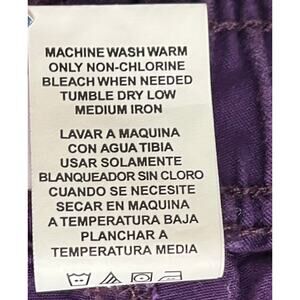 MACHINE WASH WARM
ONLY NON-CHLORINE
BLEACH WHEN NEEDED
TUMBLE DRY LOW
MEDIUM IRON
LAVAR A MAQUINA
CON AGUA TIBIA
USAR SOLAMENTE
BLANQUEADOR SIN CLORO
CUANDO SE NECESITE
SECAR EN MAQUINA
A TEMPERATURA BAJA
PLANCHAR A
TEMPERATURA MEDIA